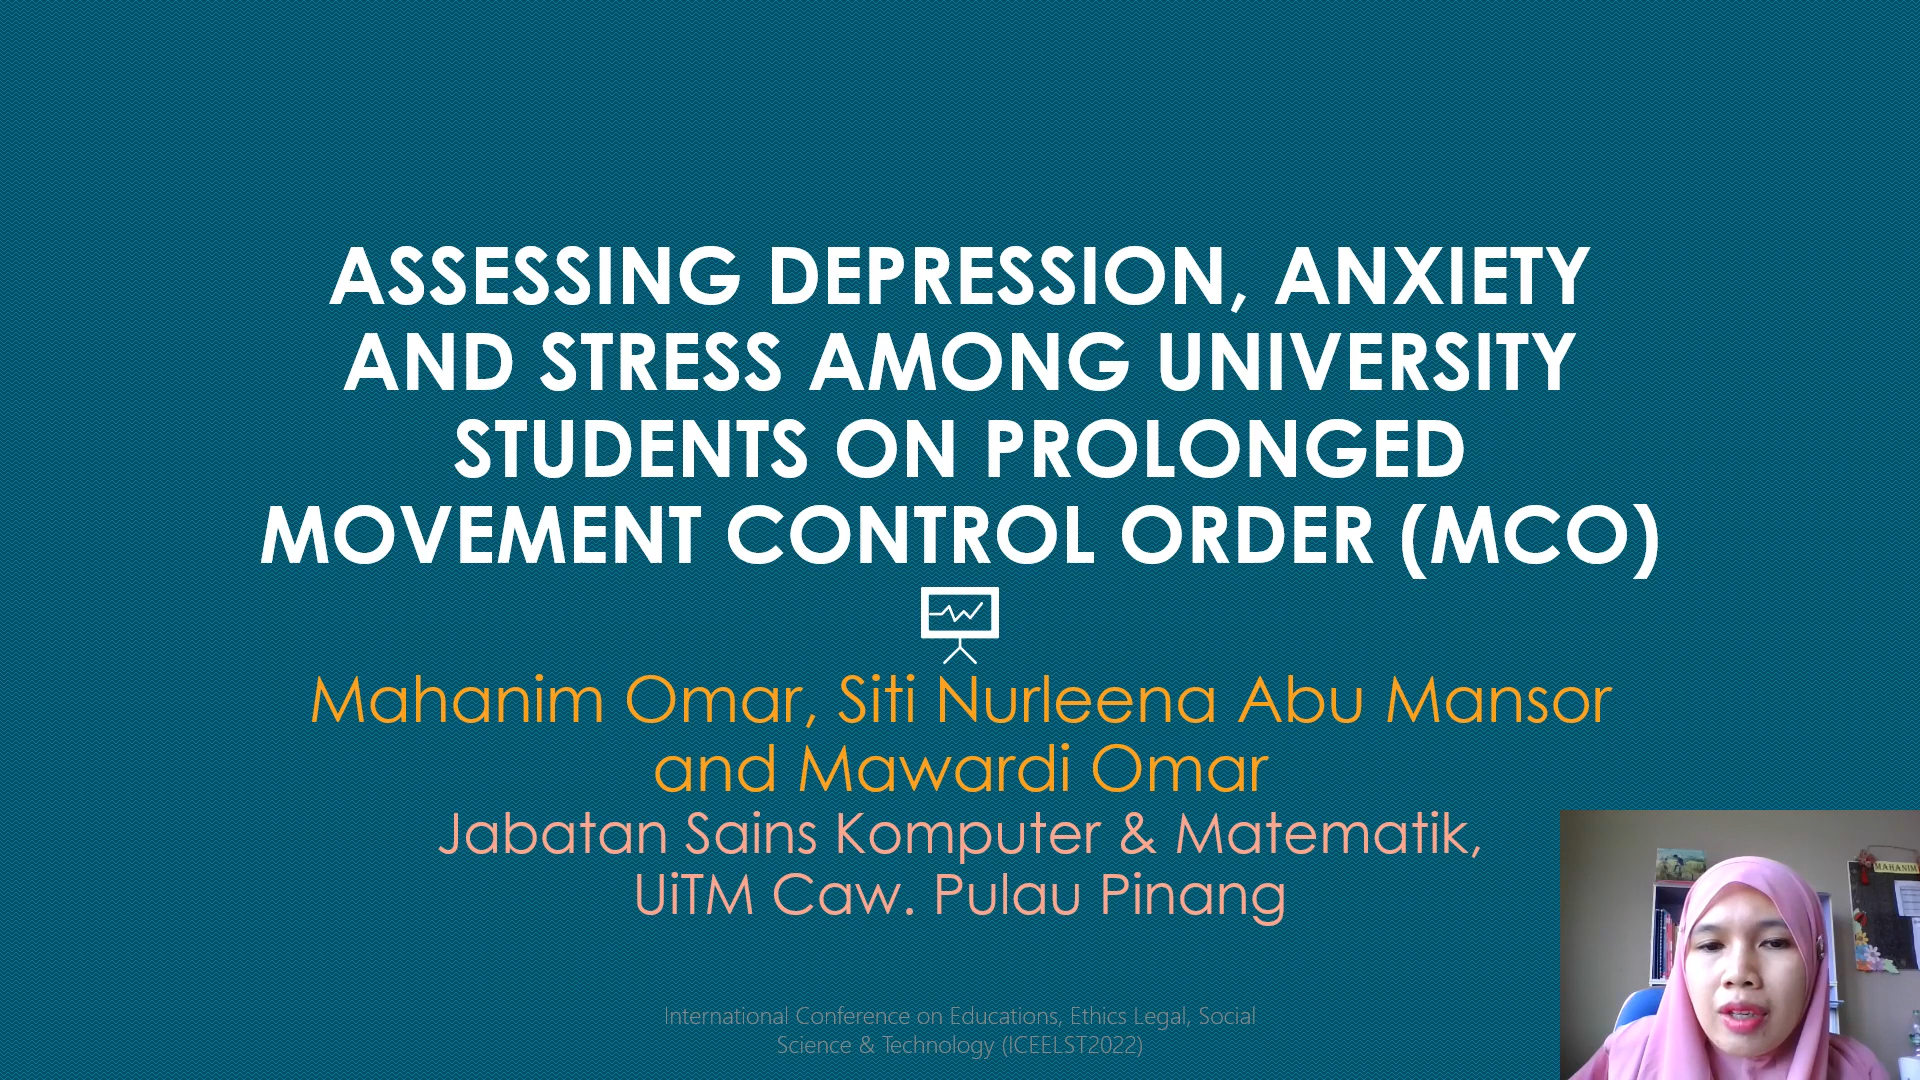 ASSESSING DEPRESSION, ANXIETY
AND STRESS AMONG UNIVERSITY
STUDENTS ON PROLONGED
MOVEMENT CONTROL ORDER (MCO)
Mahanim Omar, Siti Nurleena Abu Mansor
and Mawardi Omar
Jabatan Sains Komputer & Matematik,
UiTM Caw. Pulau Pinang
International Conference on Educations, Ethics Legal, Social
Science & Technology (ICEELST2022)
MAHANIM